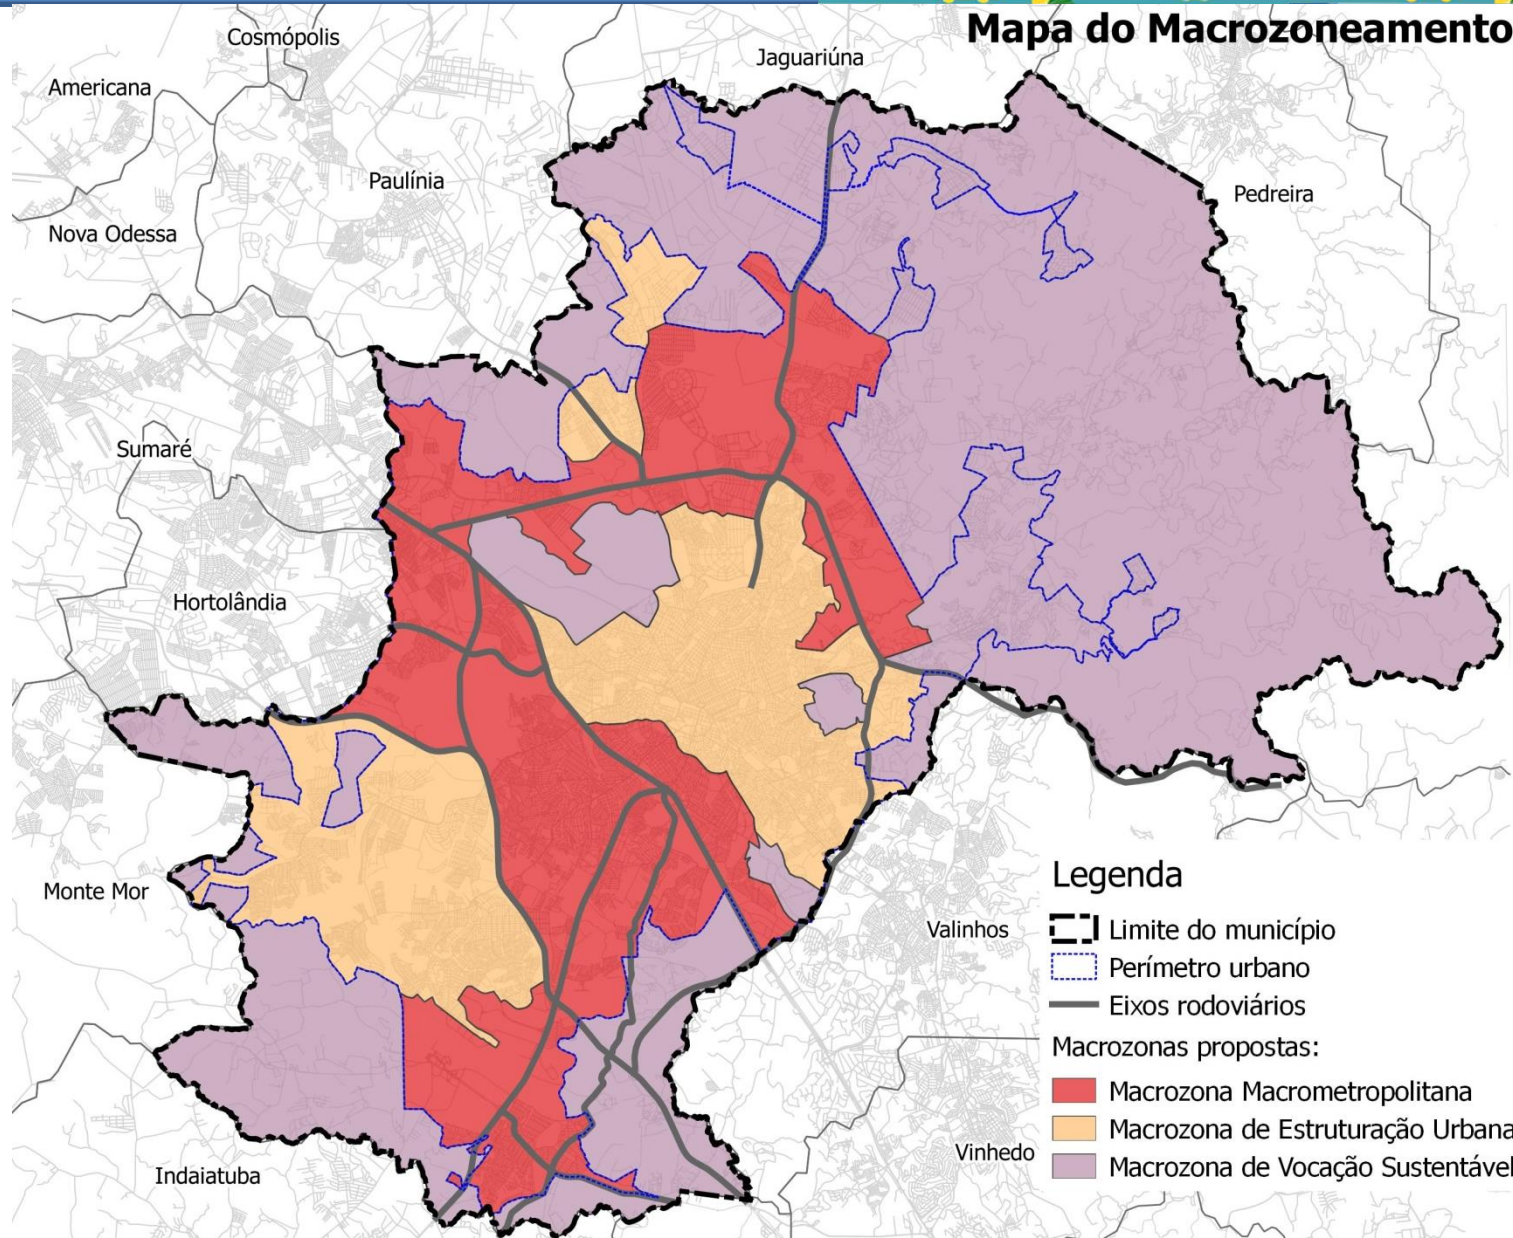 Mapa do Macrozoneamento
Cosmópolis
Jaguariúna
Americana
Paulínia
Pedreira
Nova Odessa
Sumaré
Hortolândia
Monte Mor
Valinhos
Vinhedo
Indaiatuba
Legenda
Limite do município
Perímetro urbano
Eixos rodoviários
Macrozonas propostas:
Macrozona Macrometropolitana
Macrozona de Estruturação Urbana
Macrozona de Vocação Sustentável